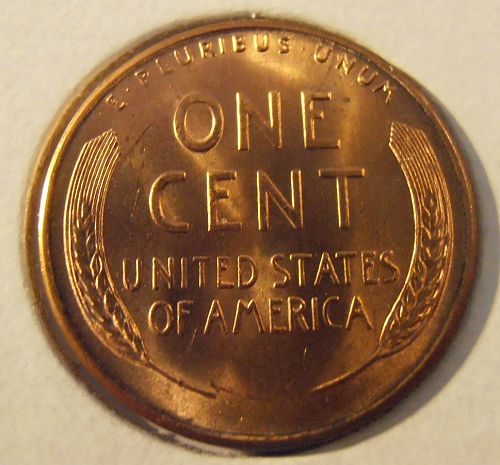 E · PLURIBUS · UNUM
ONE
CENT
UNITED STATES
OF AMERICA